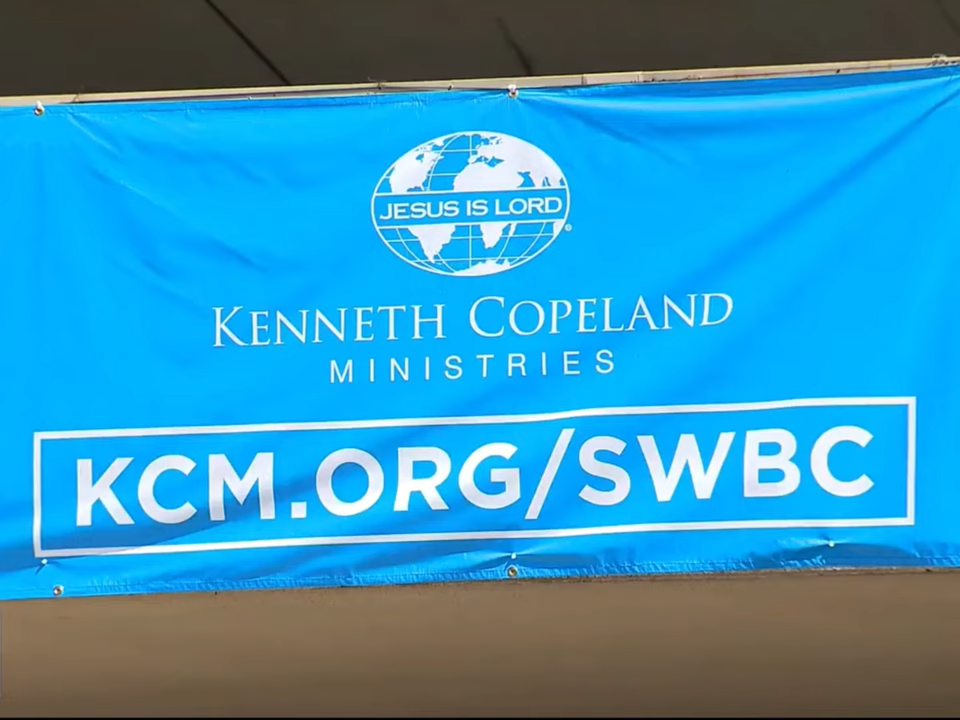 JESUS IS LORD
KENNETH COPELAND
MINISTRIES
KCM.ORG/SWBC